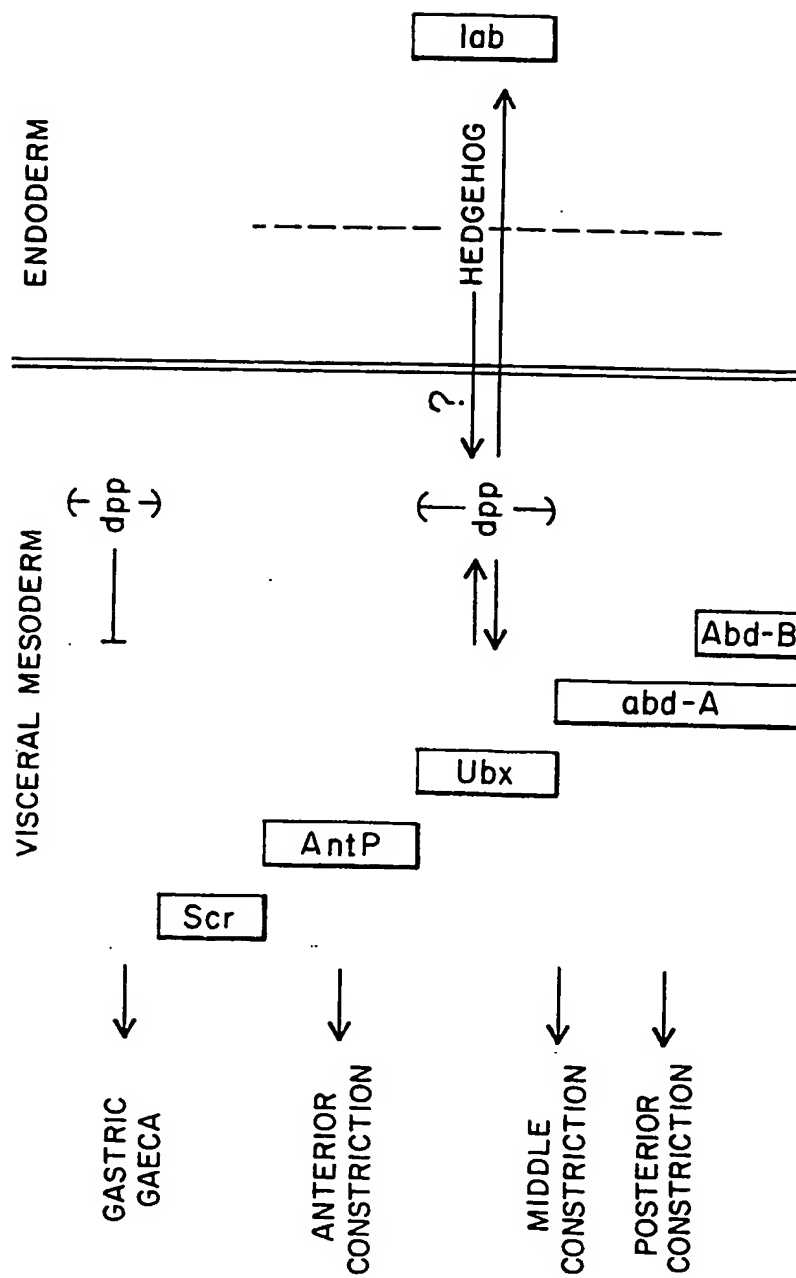 VISCERAL MESODERM
ENDODERM
GASTRIC
GAECA
dpp
Scr
AntP
ANTERIOR
CONSTRICTION
Ubx
dpp
?
HEDGEHOG
lab
MIDDLE
CONSTRICTION
abd-A
Abd-B
POSTERIOR
CONSTRICTION